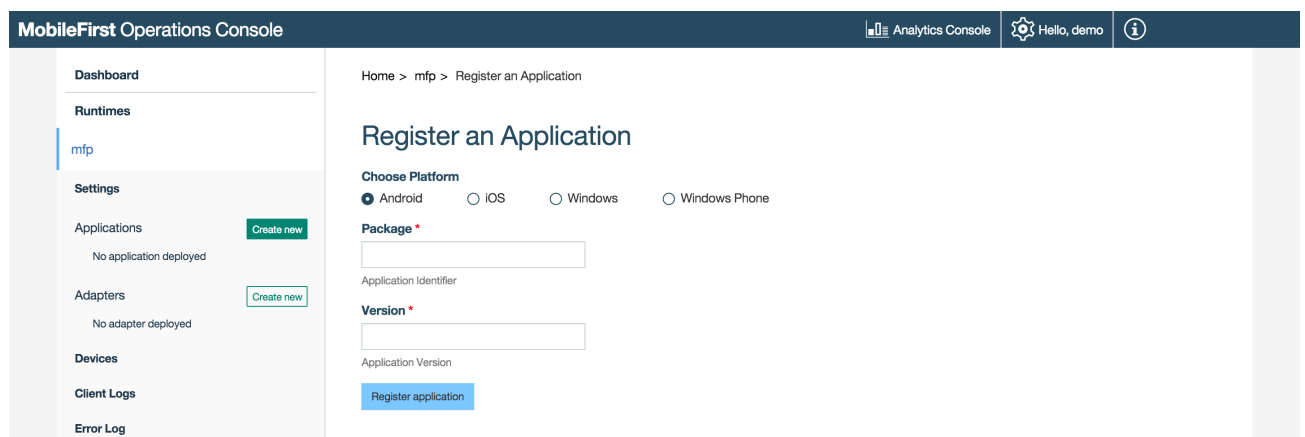 MobileFirst Operations Console
Analytics Console
Hello, demo
Dashboard
Runtimes
mfp
Settings
Applications
Create new
No application deployed
Adapters
Create new
No adapter deployed
Devices
Client Logs
Error Log
Home > mfp > Register an Application
Register an Application
Choose Platform
Android iOS Windows Windows Phone
Package *
Application Identifier
Version *
Application Version
Register application